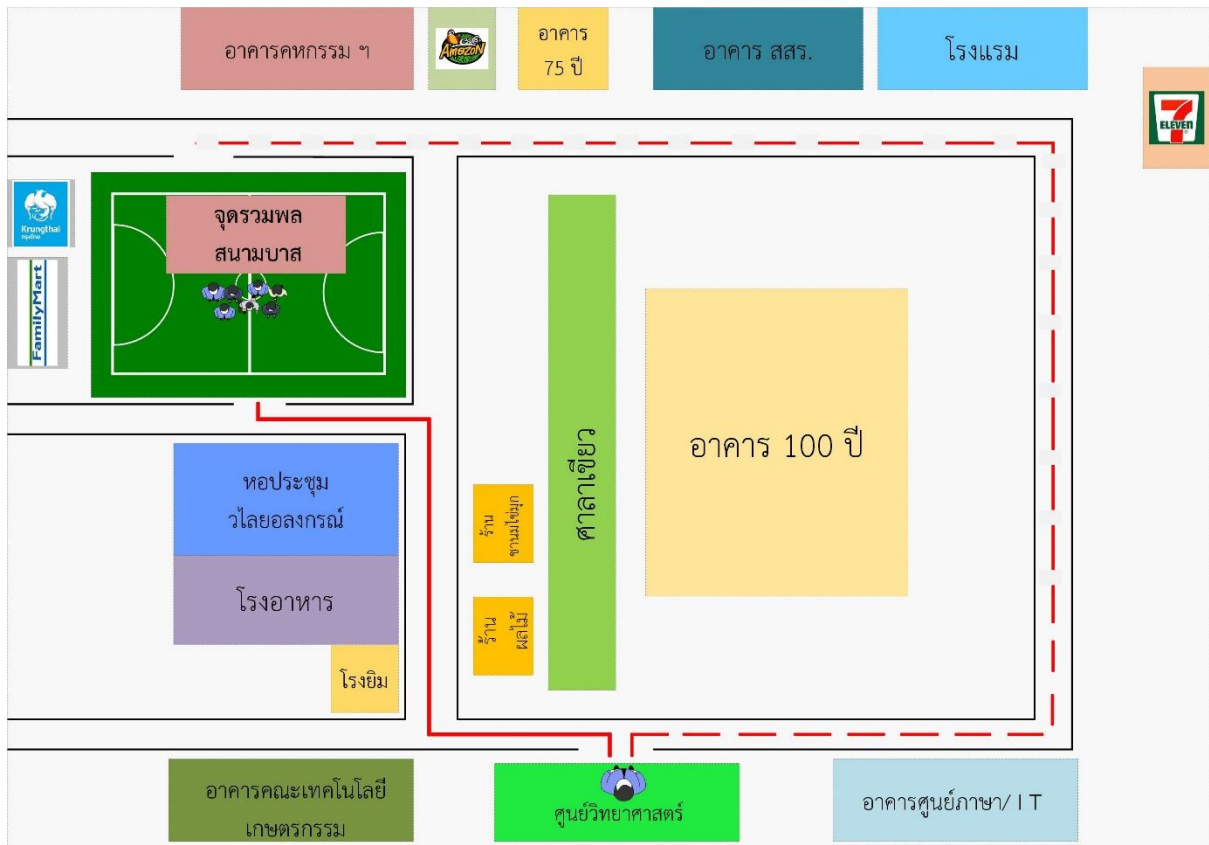 อาคารคหกรรม ฯ
Café
AMAZON
อาคาร
75 ปี
อาคาร สสร.
โรงแรม
7
ELEVEN
Krungthai
กรุงไทย
FamilyMart
จุดรวมพล
สนามบาส
หอประชุม
วไลยอลงกรณ์
โรงอาหาร
โรงยิม
ร้าน
ชานมไข่มุก
ร้าน
ผลไม้
ศาลาเขียว
อาคาร 100 ปี
อาคารคณะเทคโนโลยี
เกษตรกรรม
ศูนย์วิทยาศาสตร์
อาคารศูนย์ภาษา/ I T